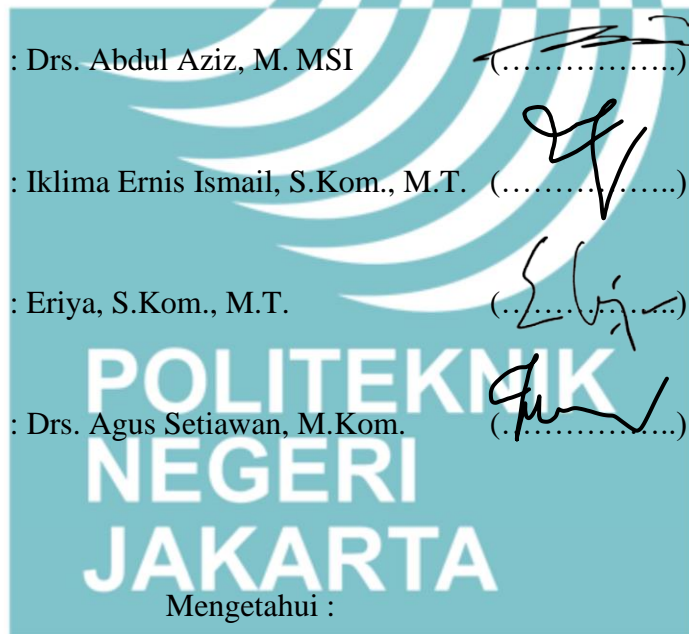 : Drs. Abdul Aziz, M. MSI (……………..)
: Iklima Ernis Ismail, S.Kom., M.T. (……………..)
: Eriya, S.Kom., M.T. (……………..)
POLITEKNIK
: Drs. Agus Setiawan, M.Kom. (……………..)
NEGERI
JAKARTA
Mengetahui :